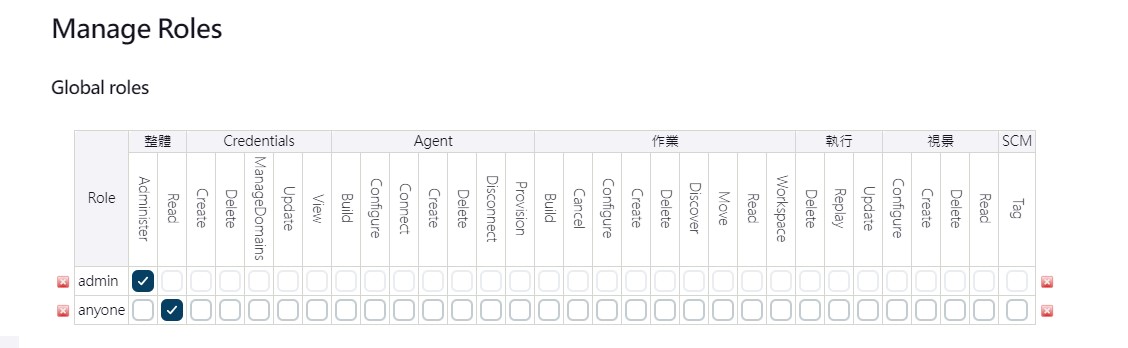 Manage Roles
Global roles
Role 整體 Credentials Agent 作業 執行 視景 SCM
Administer Read Create Delete ManageDomains Update View Build Configure Connect Create Delete Disconnect Provision Build Cancel Configure Create Delete Discover Move Read Workspace Delete Replay Update Configure Create Delete Read Tag
admin
anyone